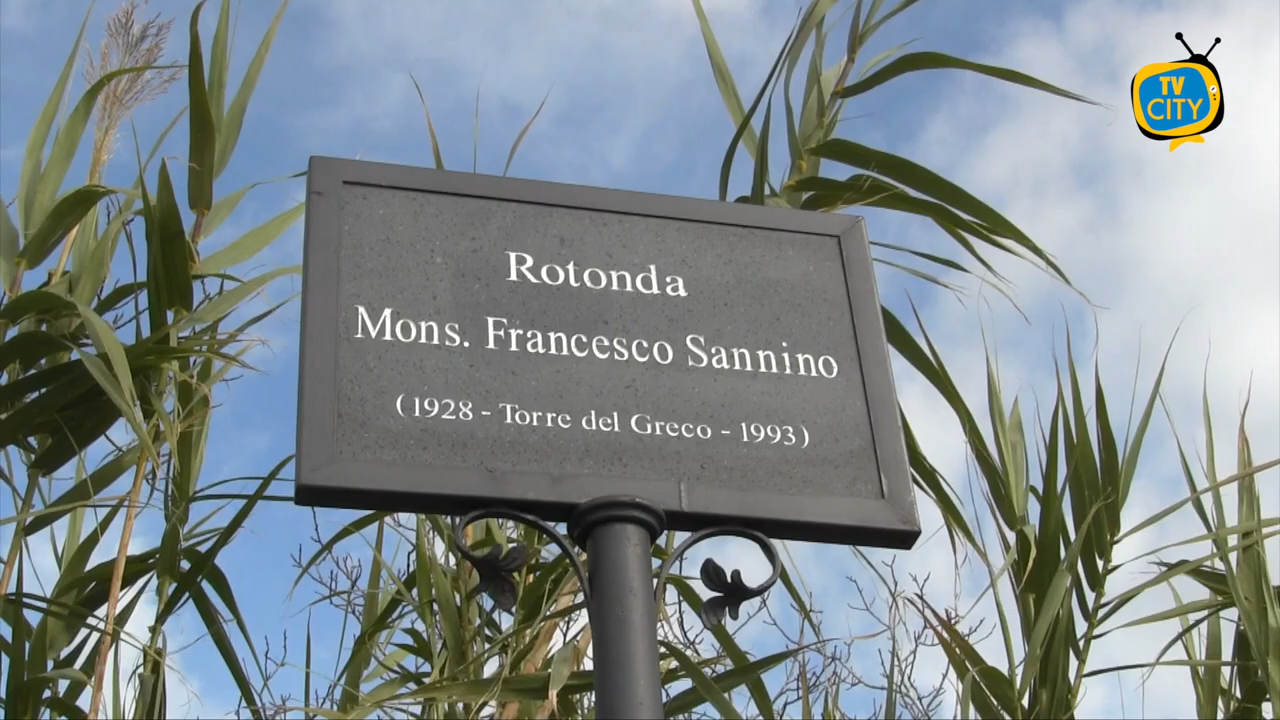 TV
CITY
Rotonda
Mons. Francesco Sannino
(1928 - Torre del Greco - 1993)